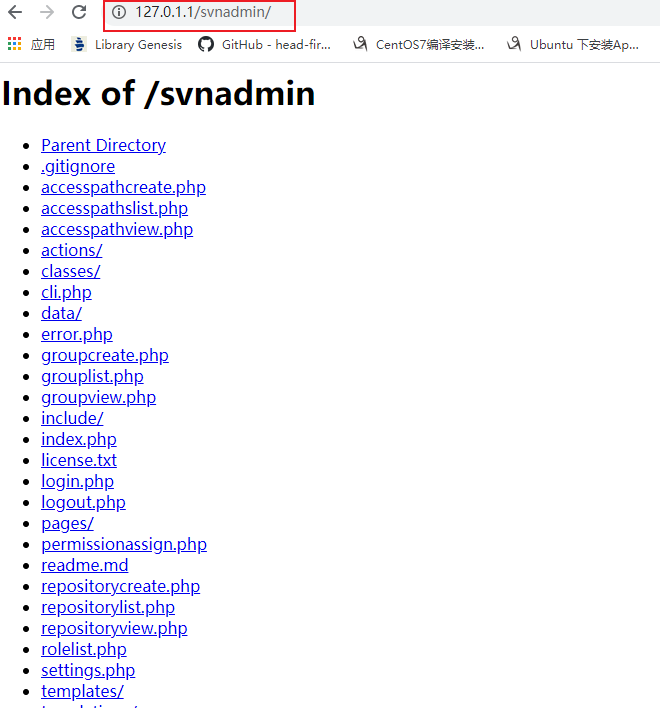 127.0.1.1/svnadmin/
应用 Library Genesis GitHub - head-fir... CentOS7编译安装... Ubuntu 下安装Ap...
Index of /svnadmin
Parent Directory
.gitignore
accesspathcreate.php
accesspathslist.php
accesspathview.php
actions/
classes/
cli.php
data/
error.php
groupcreate.php
grouplist.php
groupview.php
include/
index.php
license.txt
login.php
logout.php
pages/
permissionassign.php
readme.md
repositorycreate.php
repositorylist.php
repositoryview.php
rolelist.php
settings.php
templates/